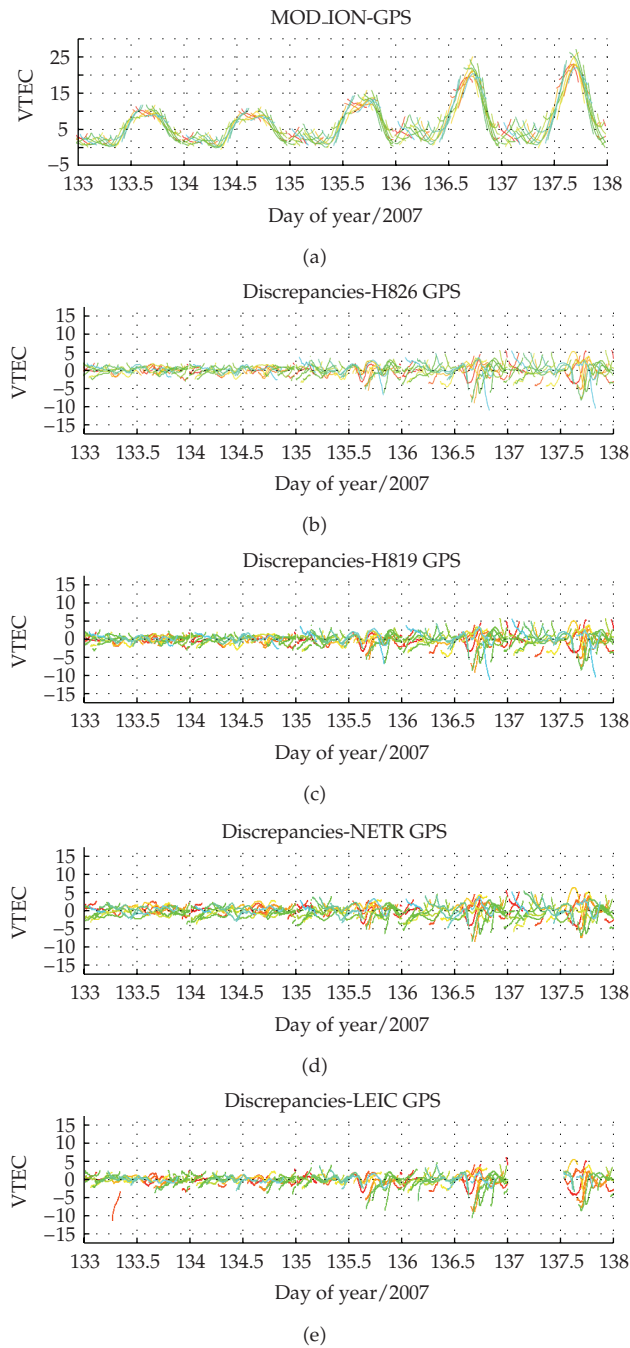 MOD_ION-GPS
25
15
5
−5
VTEC
133 133.5 134 134.5 135 135.5 136 136.5 137 137.5 138
Day of year/2007
(a)
Discrepancies-H826 GPS
15
10
5
0
−5
−10
−15
VTEC
133 133.5 134 134.5 135 135.5 136 136.5 137 137.5 138
Day of year/2007
(b)
Discrepancies-H819 GPS
15
10
5
0
−5
−10
−15
VTEC
133 133.5 134 134.5 135 135.5 136 136.5 137 137.5 138
Day of year/2007
(c)
Discrepancies-NETR GPS
15
10
5
0
−5
−10
−15
VTEC
133 133.5 134 134.5 135 135.5 136 136.5 137 137.5 138
Day of year/2007
(d)
Discrepancies-LEIC GPS
15
10
5
0
−5
−10
−15
VTEC
133 133.5 134 134.5 135 135.5 136 136.5 137 137.5 138
Day of year/2007
(e)